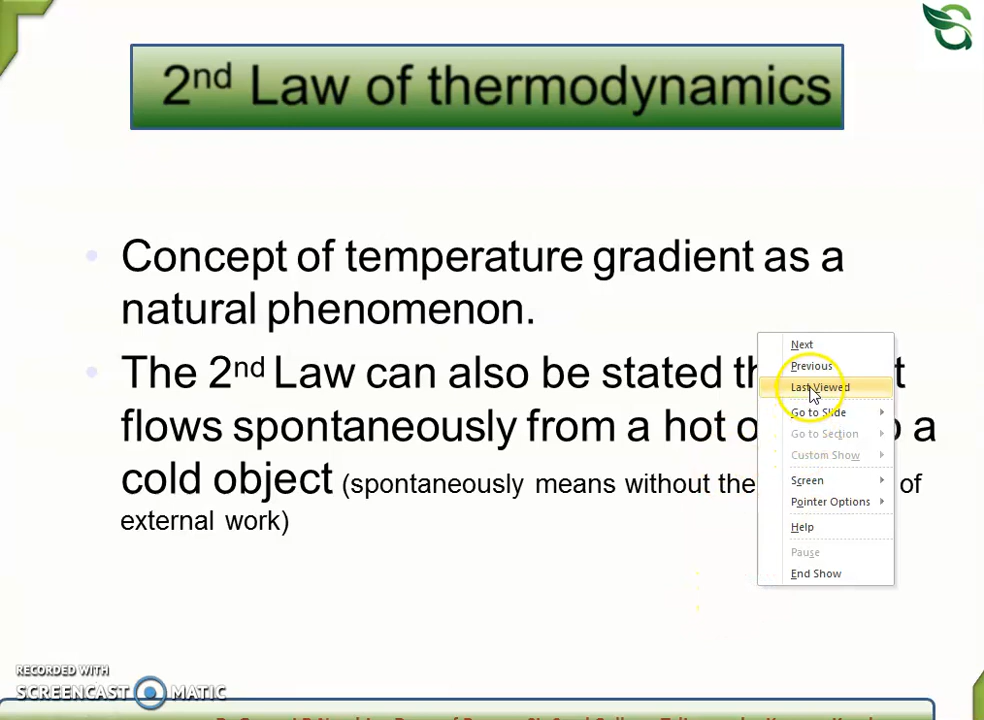 2nd Law of thermodynamics
Concept of temperature gradient as a
natural phenomenon.
The 2nd Law can also be stated
flows spontaneously from a hot
a
cold object (spontaneously means without the
of
external work)
Next
Previous
Last Viewed
Go to Slide
Go to Section
Custom Show
Screen
Pointer Options
Help
Pause
End Show
RECORDED WITH
SCREENCAST MATIC